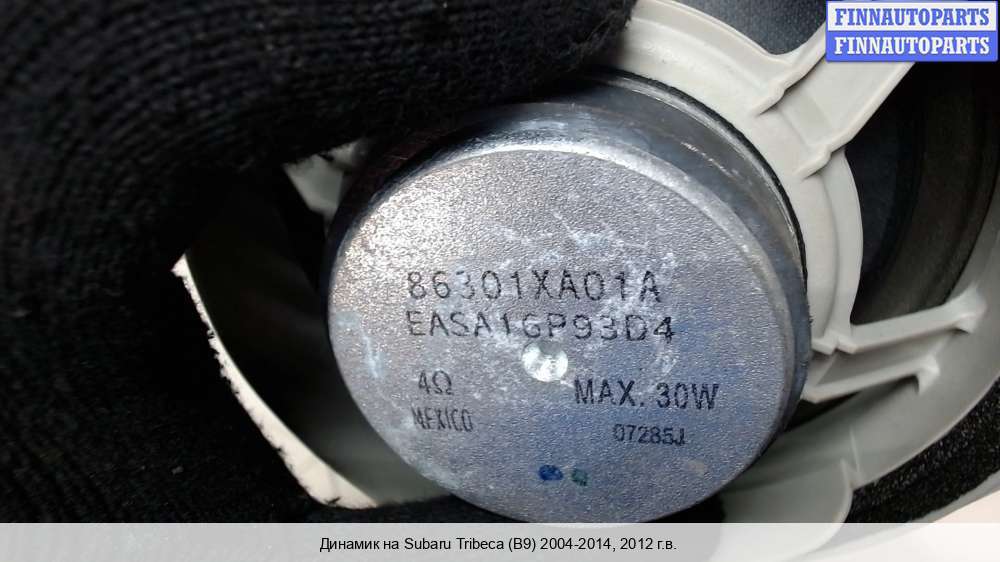 FINNAUTOPARTS
FINNAUTOPARTS
86301XA01A
EASA16P93D4
4Ω
MAX. 30W
MEXICO
07285J
Динамик на Subaru Tribeca (B9) 2004-2014, 2012 г.в.